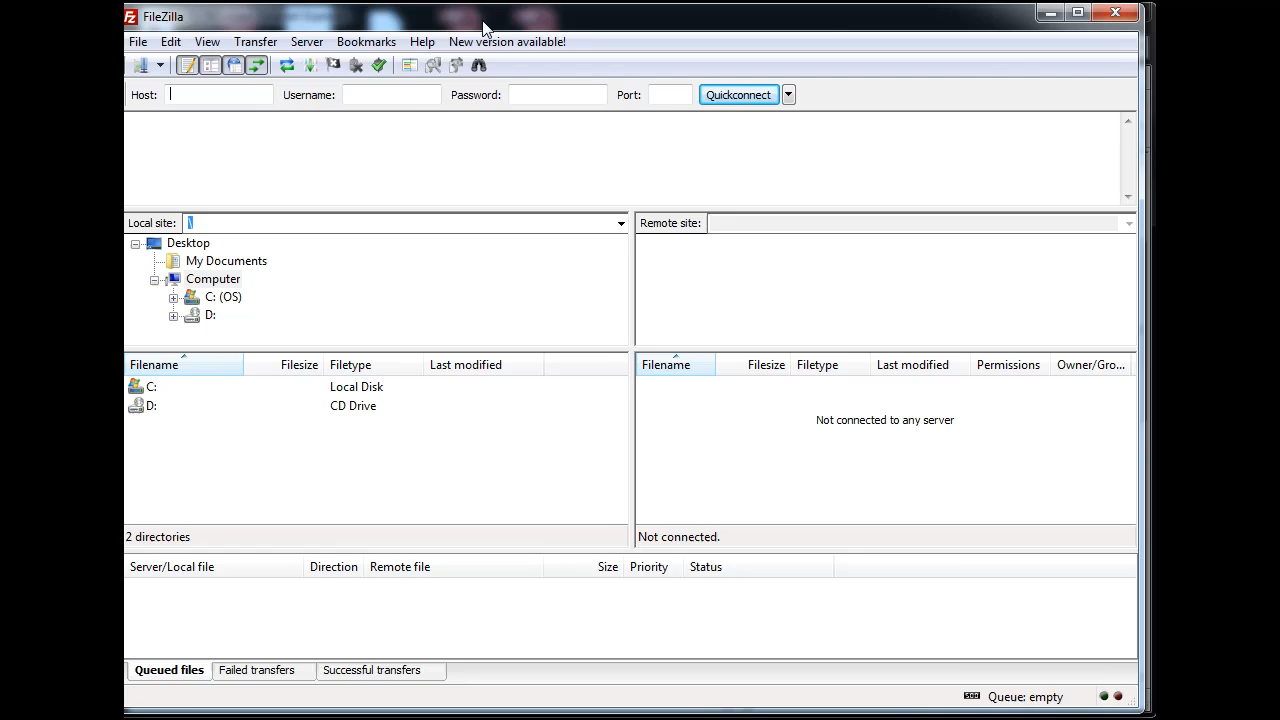 FileZilla
File Edit View Transfer Server Bookmarks Help New version available!
Host: Username: Password: Port: Quickconnect
Local site: \ Remote site:
Desktop
My Documents
Computer
C: (OS)
D:
Filename Filesize Filetype Last modified Filename Filesize Filetype Last modified Permissions Owner/Gro...
C: Local Disk
D: CD Drive
Not connected to any server
2 directories Not connected.
Server/Local file Direction Remote file Size Priority Status
Queued files Failed transfers Successful transfers
Queue: empty